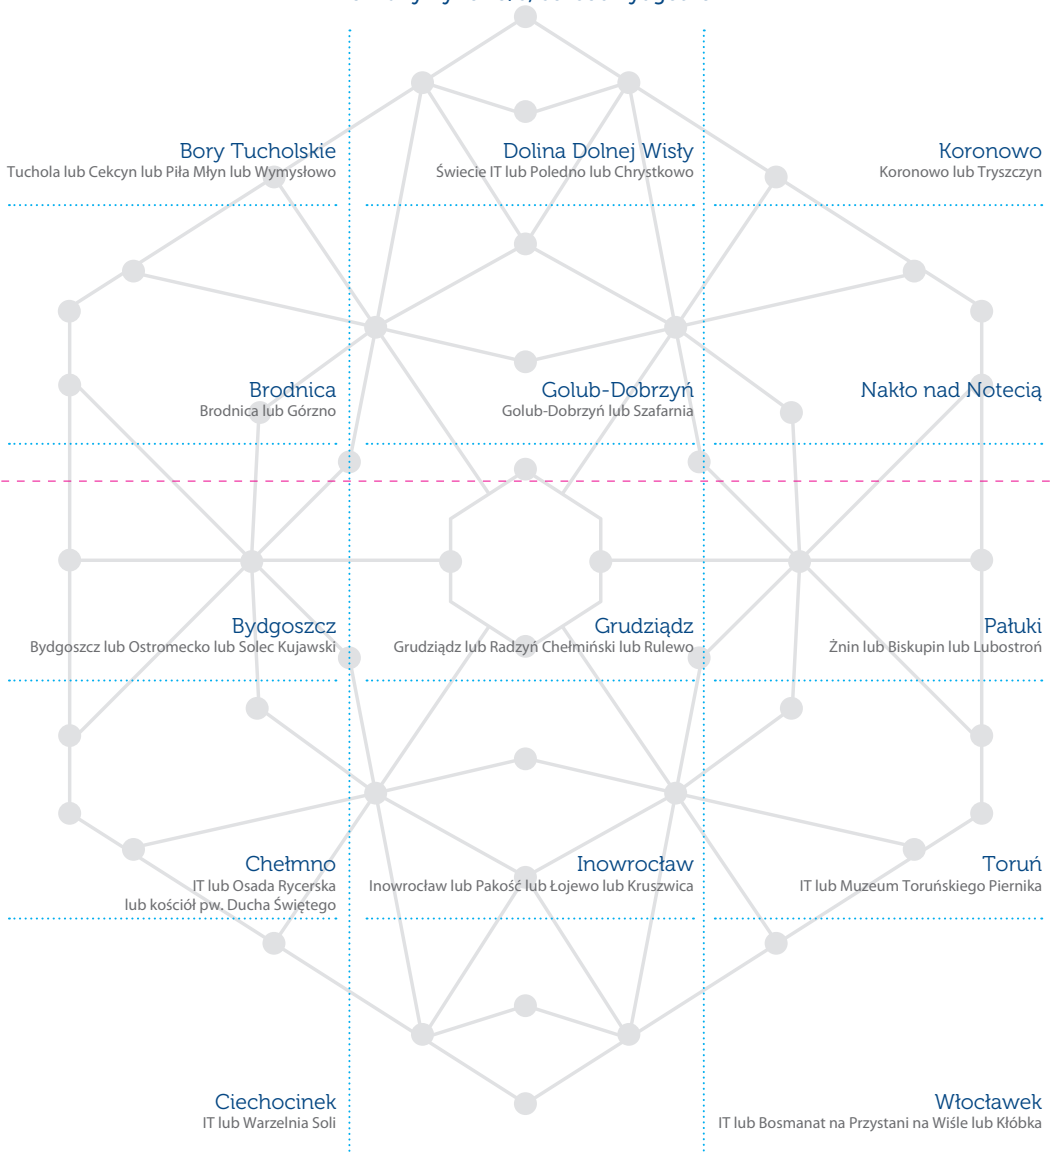 Bory Tucholskie
Tuchola lub Cekcyn lub Piła Młyn lub Wymysłowo
Dolina Dolnej Wisły
Świecie IT lub Poledno lub Chrystkowo
Koronowo
Koronowo lub Tryszczyn
Brodnica
Brodnica lub Górzno
Golub-Dobrzyń
Golub-Dobrzyń lub Szafarnia
Nakło nad Notecią
Bydgoszcz
Bydgoszcz lub Ostromecko lub Solec Kujawski
Grudziądz
Grudziądz lub Radzyń Chełmiński lub Rulewo
Pałuki
Żnin lub Biskupin lub Lubostroń
Chełmno
IT lub Osada Rycerska
lub kościół pw. Ducha Świętego
Inowrocław
Inowrocław lub Pakość lub Łojewo lub Kruszwica
Toruń
IT lub Muzeum Toruńskiego Piernika
Ciechocinek
IT lub Warzelnia Soli
Włocławek
IT lub Bosmanat na Przystani na Wiśle lub Kłóbka